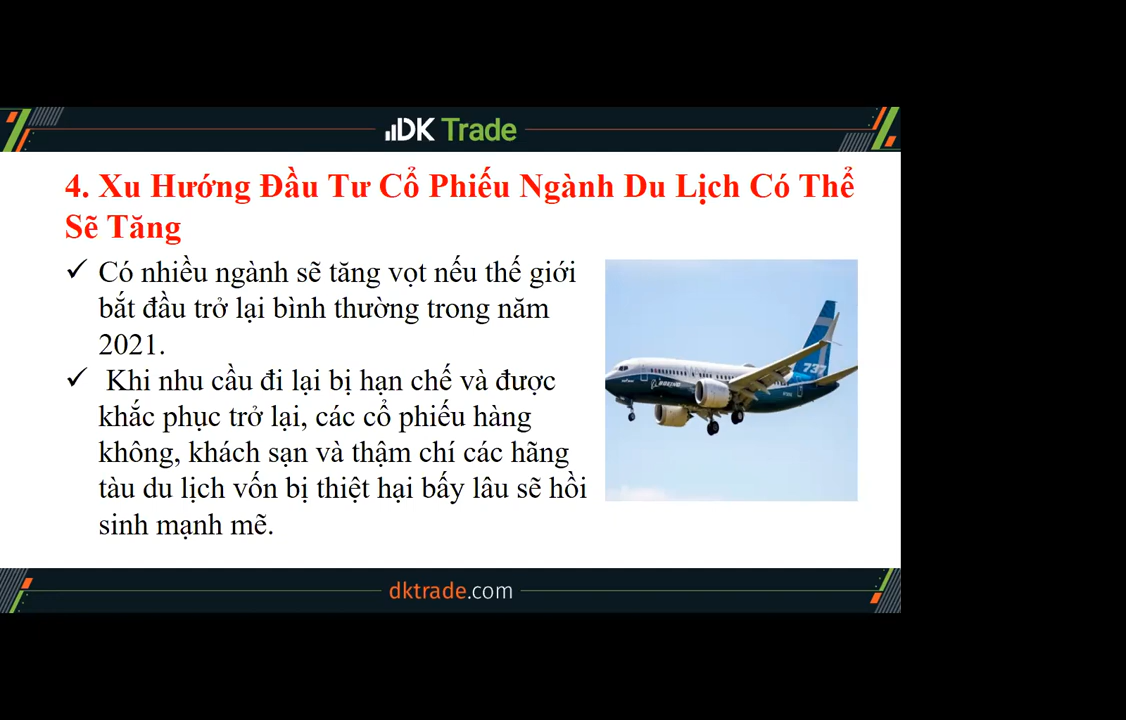 DK Trade
4. Xu Hướng Đầu Tư Cổ Phiếu Ngành Du Lịch Có Thể
Sẽ Tăng
✓ Có nhiều ngành sẽ tăng vọt nếu thế giới
bắt đầu trở lại bình thường trong năm
2021.
✓ Khi nhu cầu đi lại bị hạn chế và được
khắc phục trở lại, các cổ phiếu hàng
không, khách sạn và thậm chí các hãng
tàu du lịch vốn bị thiệt hại bấy lâu sẽ hồi
sinh mạnh mẽ.
737
BOEING
dktrade.com